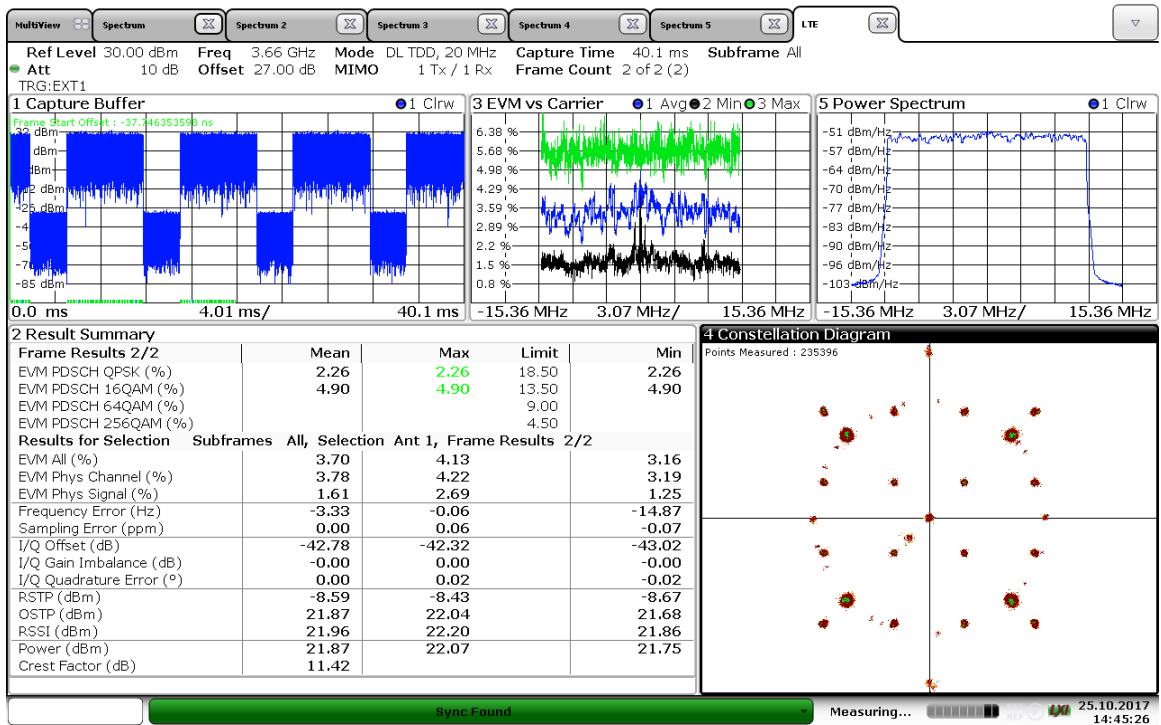 MultiView Spectrum Spectrum 2 Spectrum 3 Spectrum 4 Spectrum 5 LTE
Ref Level 30.00 dBm Freq 3.66 GHz Mode DL TDD, 20 MHz Capture Time 40.1 ms Subframe All
Att 10 dB Offset 27.00 dB MIMO 1 Tx / 1 Rx Frame Count 2 of 2 (2)
TRG:EXT1
1 Capture Buffer 1 Clrw
Frame Start Offset : -37.746353598 ns
32 dBm
dBm
dBm
dBm
-25 dBm
-85 dBm
0.0 ms 4.01 ms/ 40.1 ms
3 EVM vs Carrier 1 Avg 2 Min 3 Max
6.38 %
5.68 %
4.98 %
4.29 %
3.59 %
2.89 %
2.2 %
1.5 %
0.8 %
-15.36 MHz 3.07 MHz/ 15.36 MHz
5 Power Spectrum 1 Clrw
-51 dBm/Hz
-57 dBm/Hz
-64 dBm/Hz
-70 dBm/Hz
-77 dBm/Hz
-83 dBm/Hz
-90 dBm/Hz
-96 dBm/Hz
-103 dBm/Hz
-15.36 MHz 3.07 MHz/ 15.36 MHz
2 Result Summary
Frame Results 2/2 Mean Max Limit Min
EVM PDSCH QPSK (%) 2.26 2.26 18.50 2.26
EVM PDSCH 16QAM (%) 4.90 4.90 13.50 4.90
EVM PDSCH 64QAM (%) 9.00
EVM PDSCH 256QAM (%) 4.50
Results for Selection Subframes All, Selection Ant 1, Frame Results 2/2
EVM All (%) 3.70 4.13 3.16
EVM Phys Channel (%) 3.78 4.22 3.19
EVM Phys Signal (%) 1.61 2.69 1.25
Frequency Error (Hz) -3.33 -0.06 -14.87
Sampling Error (ppm) 0.00 0.06 -0.07
I/Q Offset (dB) -42.78 -42.32 -43.02
I/Q Gain Imbalance (dB) -0.00 0.00 -0.00
I/Q Quadrature Error (°) 0.00 0.02 -0.02
RSTP (dBm) -8.59 -8.43 -8.67
OSTP (dBm) 21.87 22.04 21.68
RSSI (dBm) 21.96 22.20 21.86
Power (dBm) 21.87 22.07 21.75
Crest Factor (dB) 11.42
4 Constellation Diagram
Points Measured : 235396
Sync Found
Measuring...
REF
LXI
25.10.2017
14:45:26